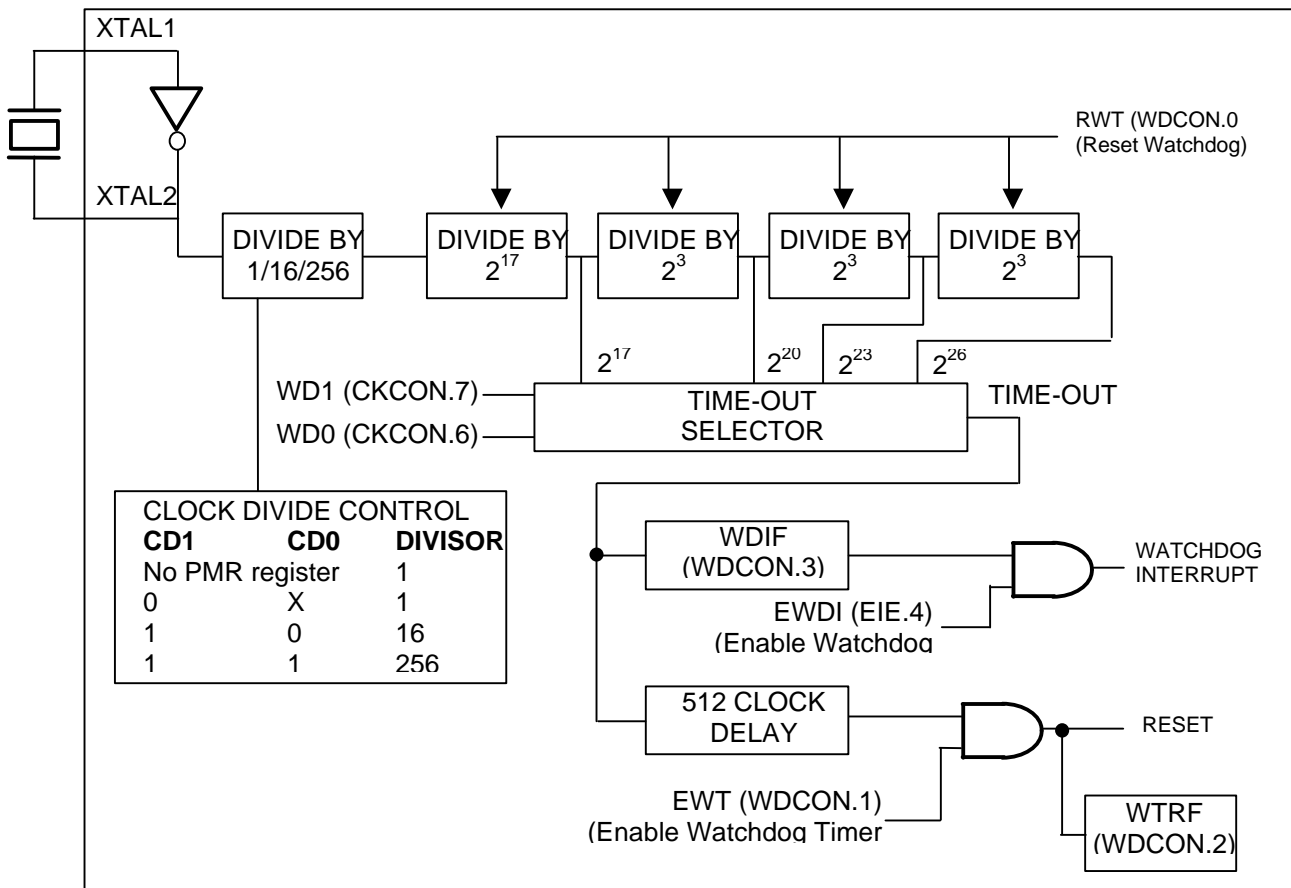 XTAL1
RWT (WDCON.0
(Reset Watchdog)
XTAL2
DIVIDE BY
1/16/256
DIVIDE BY
2^17
DIVIDE BY
2^3
DIVIDE BY
2^3
DIVIDE BY
2^3
2^17
2^20
2^23
2^26
WD1 (CKCON.7)
WD0 (CKCON.6)
TIME-OUT
SELECTOR
TIME-OUT
CLOCK DIVIDE CONTROL
CD1 CD0 DIVISOR
No PMR register 1
0 X 1
1 0 16
1 1 256
WDIF
(WDCON.3)
WATCHDOG
INTERRUPT
EWDI (EIE.4)
(Enable Watchdog
512 CLOCK
DELAY
RESET
EWT (WDCON.1)
(Enable Watchdog Timer
WTRF
(WDCON.2)